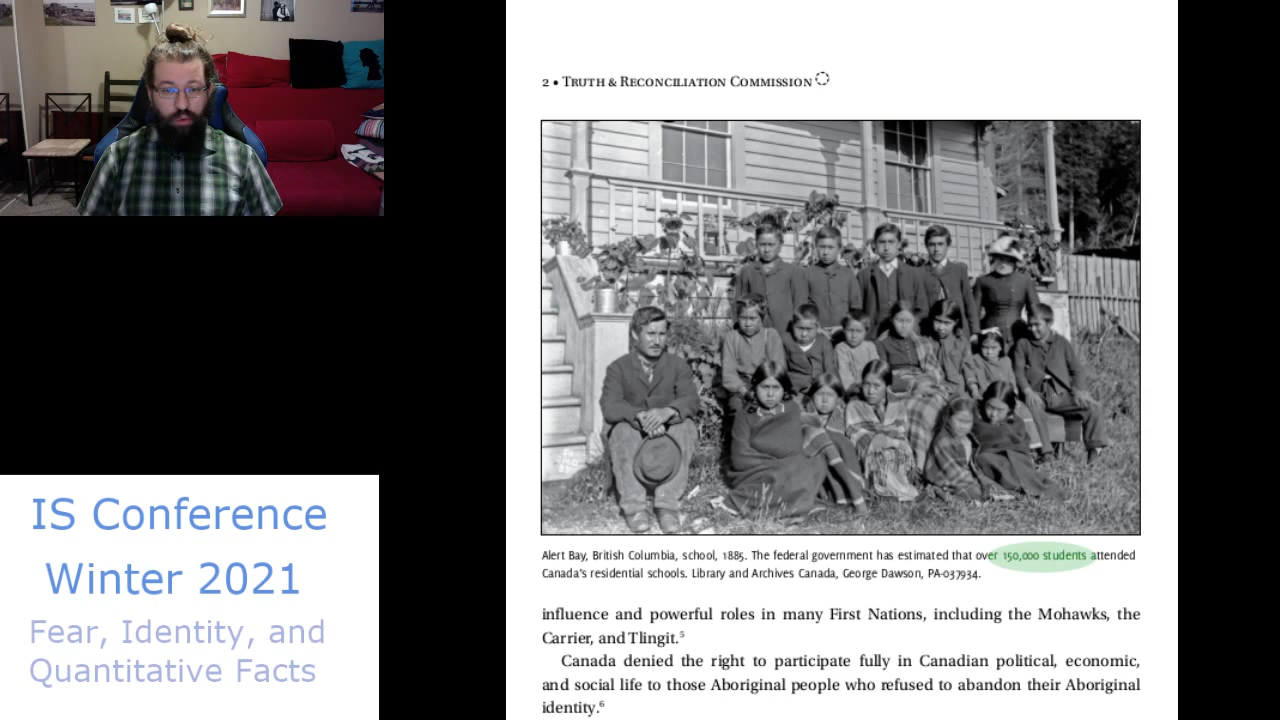 2 • Truth & Reconciliation Commission
Alert Bay, British Columbia, school, 1885. The federal government has estimated that over 150,000 students attended
Canada's residential schools. Library and Archives Canada, George Dawson, PA-037934.
influence and powerful roles in many First Nations, including the Mohawks, the
Carrier, and Tlingit.⁵
Canada denied the right to participate fully in Canadian political, economic,
and social life to those Aboriginal people who refused to abandon their Aboriginal
identity.⁶
IS Conference
Winter 2021
Fear, Identity, and
Quantitative Facts